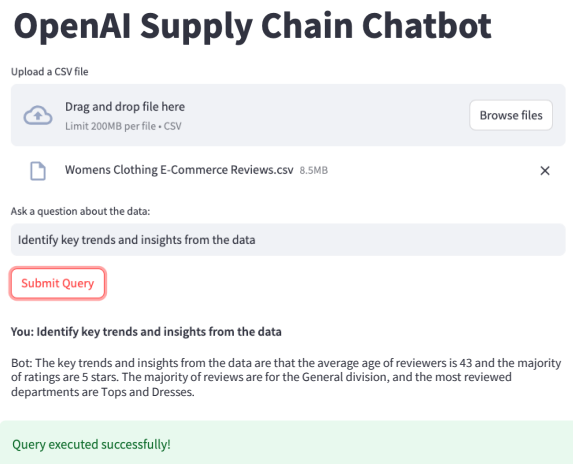 OpenAI Supply Chain Chatbot
Upload a CSV file
Drag and drop file here
Limit 200MB per file • CSV
Browse files
Womens Clothing E-Commerce Reviews.csv 8.5MB
Ask a question about the data:
Identify key trends and insights from the data
Submit Query
You: Identify key trends and insights from the data
Bot: The key trends and insights from the data are that the average age of reviewers is 43 and the majority
of ratings are 5 stars. The majority of reviews are for the General division, and the most reviewed
departments are Tops and Dresses.
Query executed successfully!